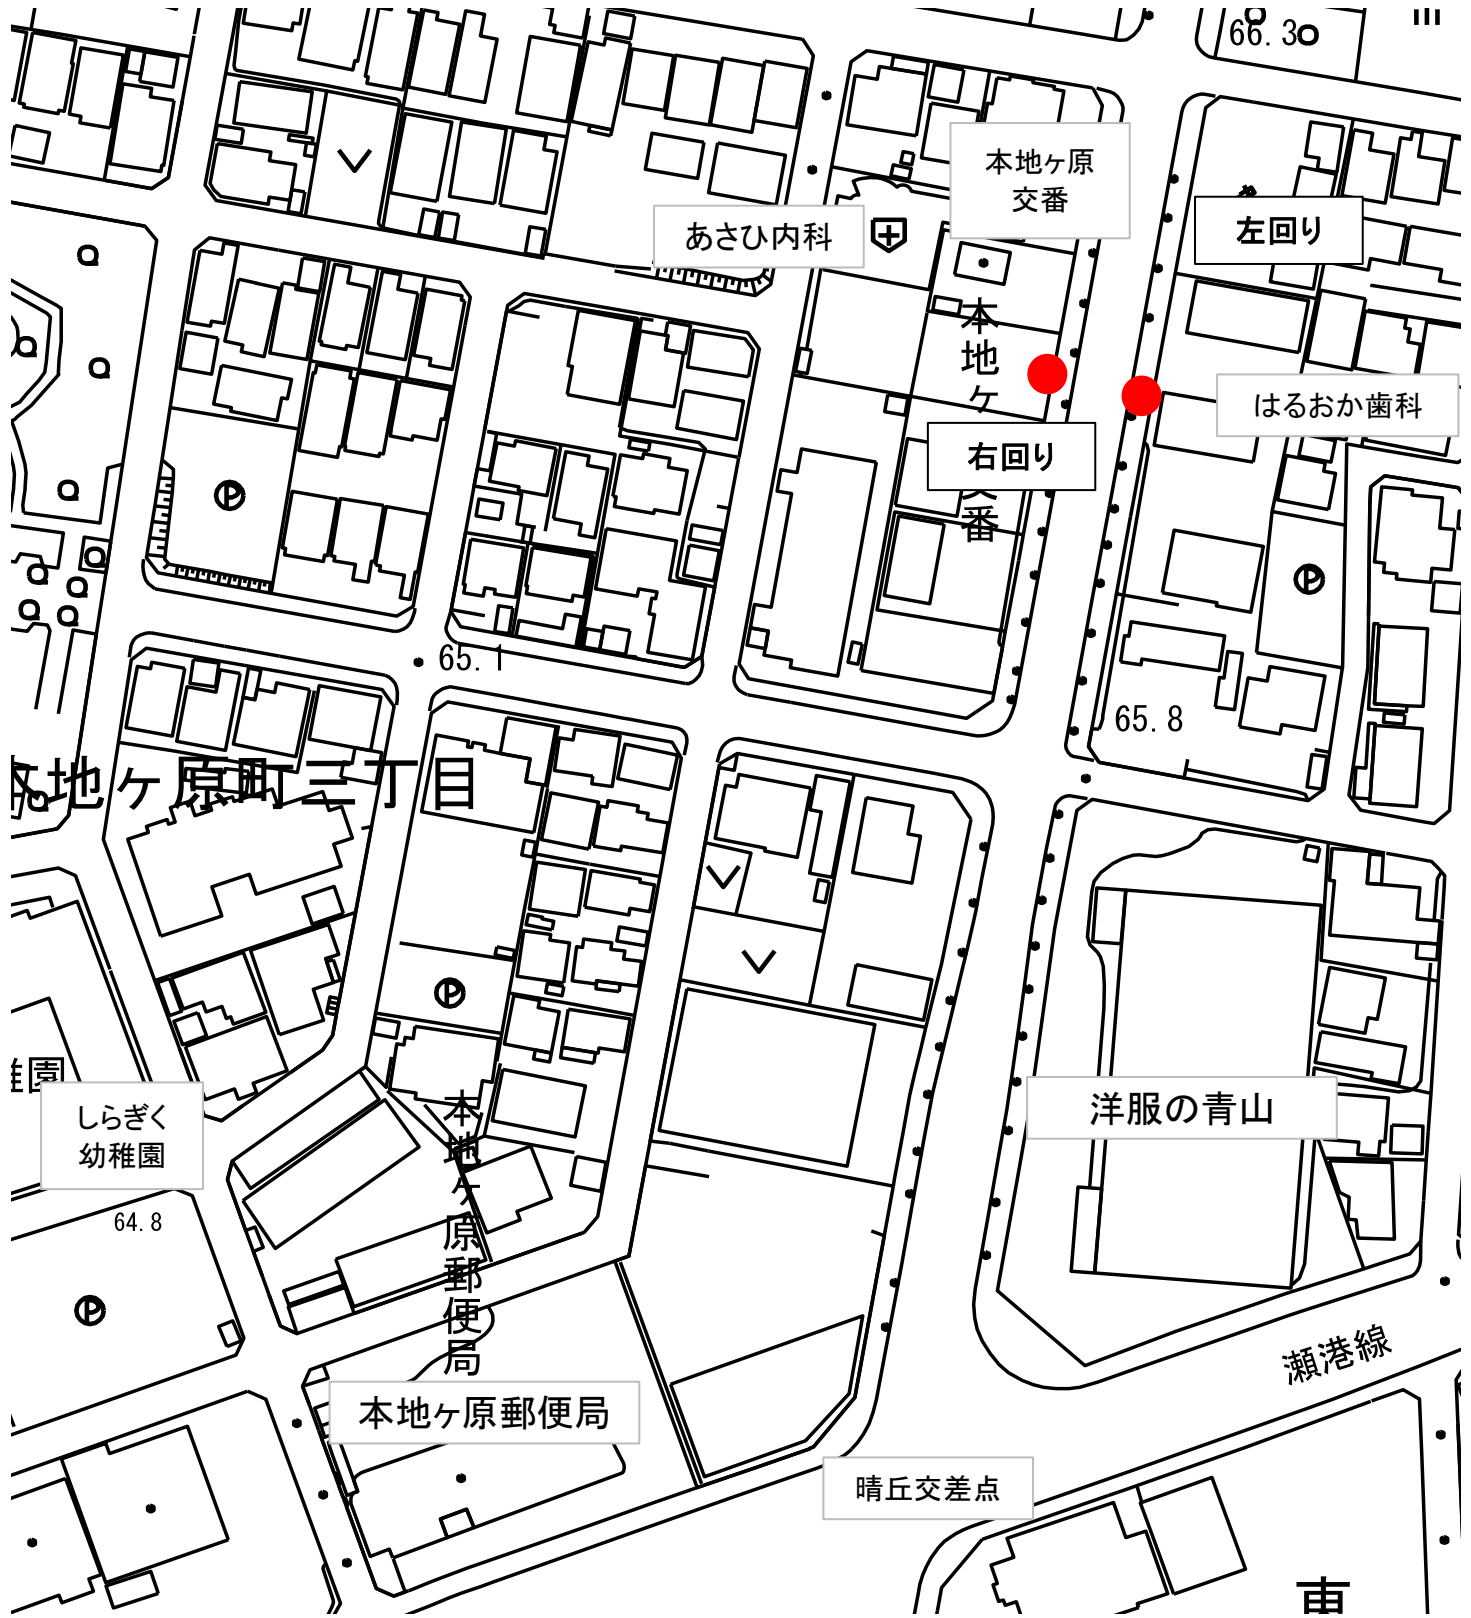 66.3
本地ヶ原
交番
あさひ内科
左回り
本地ヶ
番
はるおか歯科
右回り
65.1
65.8
本地ヶ原町三丁目
稚園
しらぎく
幼稚園
64.8
洋服の青山
本地ヶ原郵便局
瀬港線
本地ヶ原郵便局
晴丘交差点
東